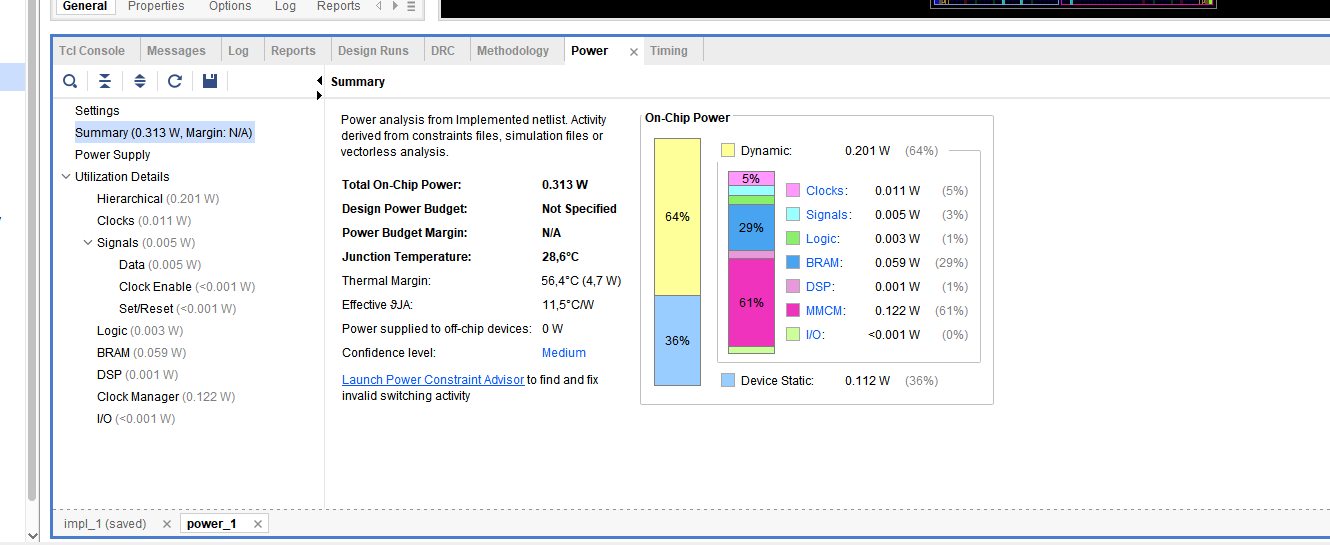 General Properties Options Log Reports
Tcl Console Messages Log Reports Design Runs DRC Methodology Power Timing
Summary
Settings
Summary (0.313 W, Margin: N/A)
Power Supply
Utilization Details
Hierarchical (0.201 W)
Clocks (0.011 W)
Signals (0.005 W)
Data (0.005 W)
Clock Enable (<0.001 W)
Set/Reset (<0.001 W)
Logic (0.003 W)
BRAM (0.059 W)
DSP (0.001 W)
Clock Manager (0.122 W)
I/O (<0.001 W)
Power analysis from Implemented netlist. Activity
derived from constraints files, simulation files or
vectorless analysis.
Total On-Chip Power: 0.313 W
Design Power Budget: Not Specified
Power Budget Margin: N/A
Junction Temperature: 28,6°C
Thermal Margin: 56,4°C (4,7 W)
Effective ϑJA: 11,5°C/W
Power supplied to off-chip devices: 0 W
Confidence level: Medium
Launch Power Constraint Advisor to find and fix
invalid switching activity
On-Chip Power
64%
36%
Dynamic: 0.201 W (64%)
5%
29%
61%
Clocks: 0.011 W (5%)
Signals: 0.005 W (3%)
Logic: 0.003 W (1%)
BRAM: 0.059 W (29%)
DSP: 0.001 W (1%)
MMCM: 0.122 W (61%)
I/O: <0.001 W (0%)
Device Static: 0.112 W (36%)
impl_1 (saved) power_1